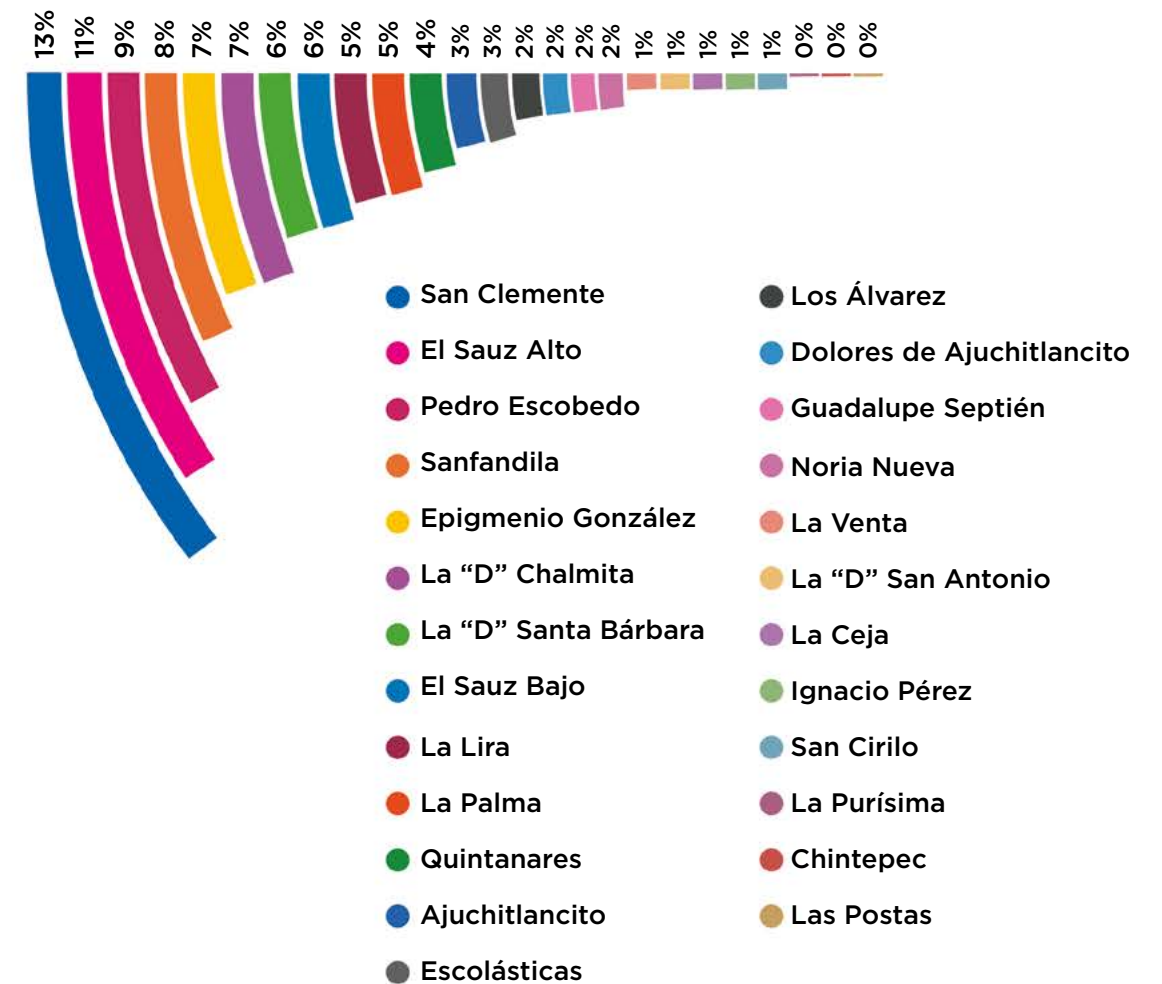 13%
11%
9%
8%
7%
7%
6%
6%
5%
5%
4%
3%
3%
2%
2%
2%
2%
1%
1%
1%
1%
1%
0%
0%
0%
San Clemente
El Sauz Alto
Pedro Escobedo
Sanfandila
Epigmenio González
La “D” Chalmita
La “D” Santa Bárbara
El Sauz Bajo
La Lira
La Palma
Quintanares
Ajuchitlancito
Escolásticas
Los Álvarez
Dolores de Ajuchitlancito
Guadalupe Septién
Noria Nueva
La Venta
La “D” San Antonio
La Ceja
Ignacio Pérez
San Cirilo
La Purísima
Chintepec
Las Postas